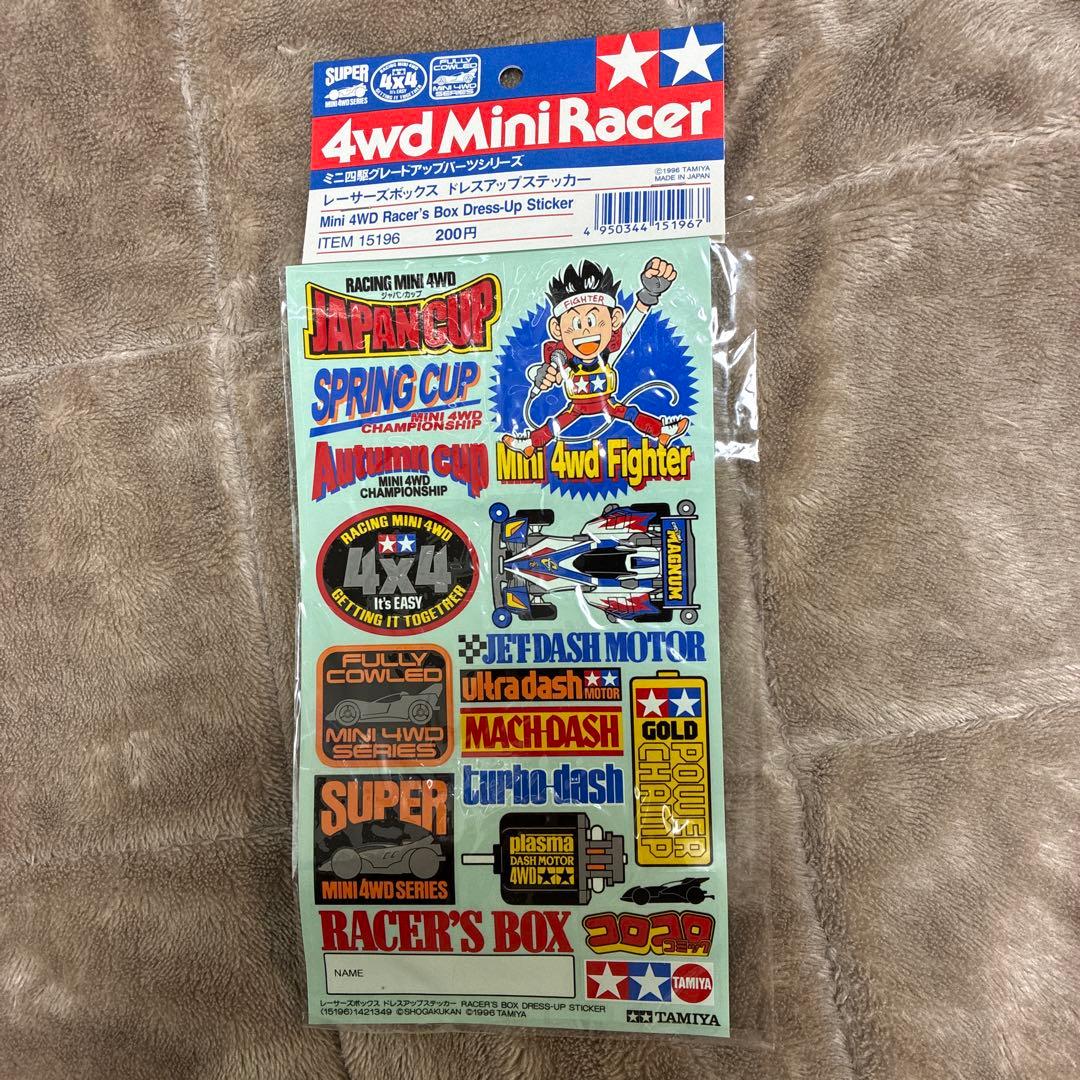 SUPER
MINI 4WD SERIES
RACING MINI 4WD
4x4
It's EASY
GETTING IT TOGETHER
FULLY
COWLED
MINI 4WD
SERIES
4wd Mini Racer
ミニ四駆グレードアップパーツシリーズ
©1996 TAMIYA
MADE IN JAPAN
レーサーズボックス ドレスアップステッカー
Mini 4WD Racer's Box Dress-Up Sticker
ITEM 15196 200円
4 950344 151967
RACING MINI 4WD
ジャパンカップ
JAPAN CUP
SPRING CUP
MINI 4WD
CHAMPIONSHIP
Autumn cup
MINI 4WD
CHAMPIONSHIP
FIGHTER
Mini 4wd Fighter
RACING MINI 4WD
4x4
It's EASY
GETTING IT TOGETHER
MAGNUM
JET-DASH MOTOR
FULLY
COWLED
MINI 4WD
SERIES
ultra dash
MOTOR
MACH-DASH
turbo-dash
GOLD
POWER
CHAMP
SUPER
MINI 4WD SERIES
plasma
DASH MOTOR
4WD
RACER'S BOX
コロコロ
コミック
NAME
TAMIYA
レーサーズボックス ドレスアップステッカー RACER'S BOX DRESS-UP STICKER
(15196)1421349 ©SHOGAKUKAN ©1996 TAMIYA
TAMIYA